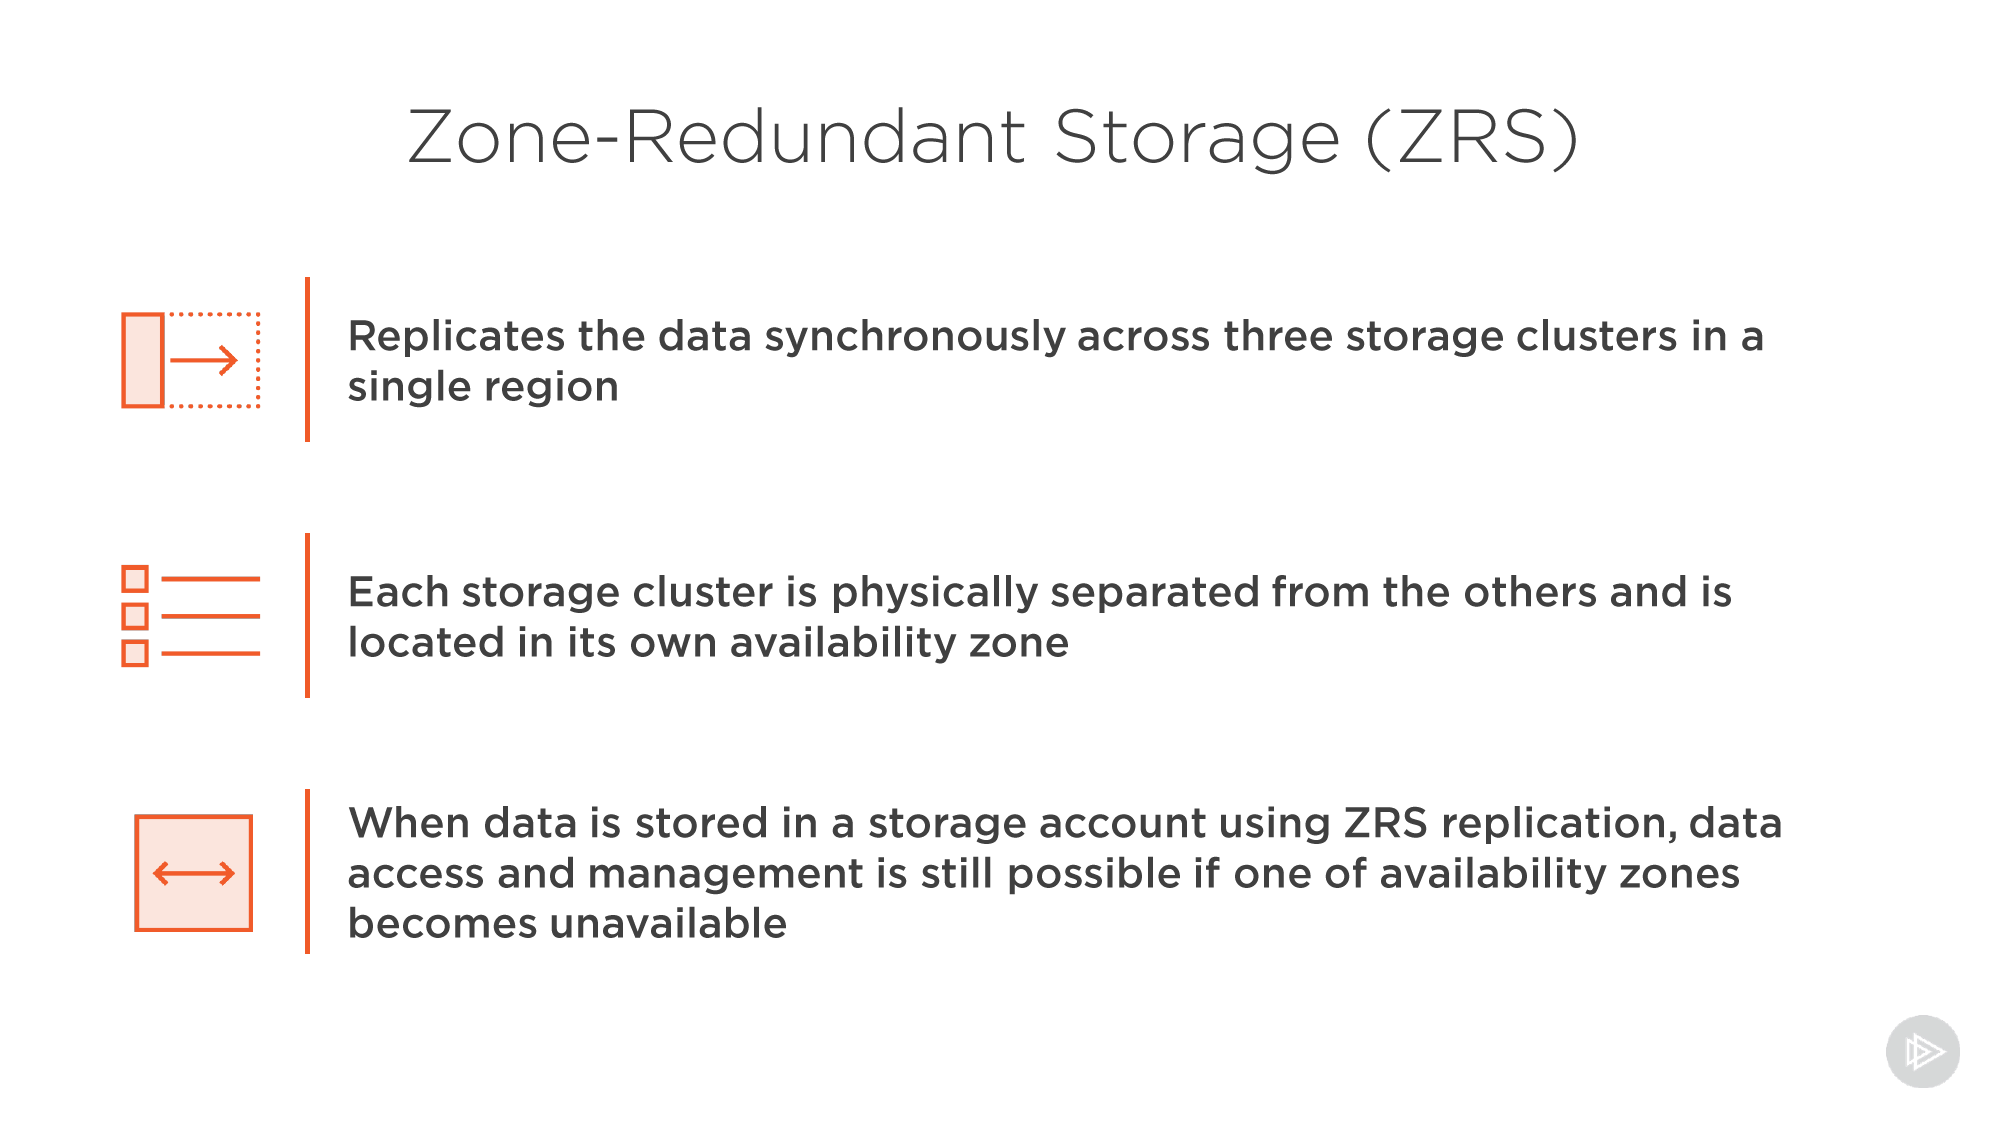 Zone-Redundant Storage (ZRS)
Replicates the data synchronously across three storage clusters in a
single region
Each storage cluster is physically separated from the others and is
located in its own availability zone
When data is stored in a storage account using ZRS replication, data
access and management is still possible if one of availability zones
becomes unavailable